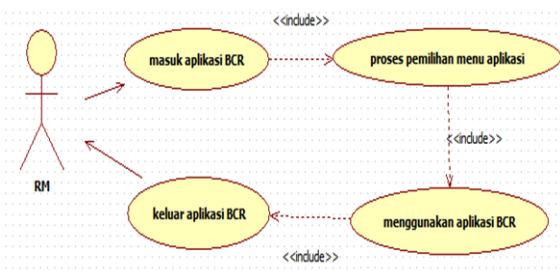 <<include>>
masuk aplikasi BCR
proses pemilihan menu aplikasi
<<include>>
RM
keluar aplikasi BCR
menggunakan aplikasi BCR
<<include>>